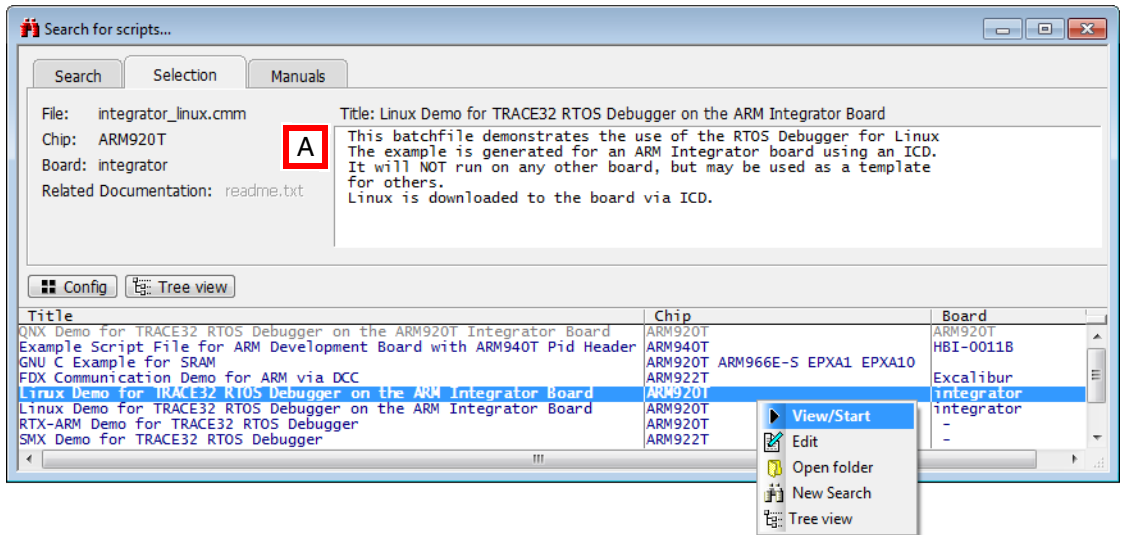 Search for scripts...
Search Selection Manuals
File: integrator_linux.cmm Title: Linux Demo for TRACE32 RTOS Debugger on the ARM Integrator Board
Chip: ARM920T
Board: integrator
Related Documentation: readme.txt
A
This batchfile demonstrates the use of the RTOS Debugger for Linux
The example is generated for an ARM Integrator board using an ICD.
It will NOT run on any other board, but may be used as a template
for others.
Linux is downloaded to the board via ICD.
Config Tree view
Title Chip Board
QNX Demo for TRACE32 RTOS Debugger on the ARM920T Integrator Board ARM920T ARM920T
Example Script File for ARM Development Board with ARM940T Pid Header ARM940T HBI-0011B
GNU C Example for SRAM ARM920T ARM966E-S EPXA1 EPXA10
FDX Communication Demo for ARM via DCC ARM922T Excalibur
Linux Demo for TRACE32 RTOS Debugger on the ARM Integrator Board ARM920T integrator
Linux Demo for TRACE32 RTOS Debugger on the ARM Integrator Board ARM920T integrator
RTX-ARM Demo for TRACE32 RTOS Debugger ARM920T -
SMX Demo for TRACE32 RTOS Debugger ARM922T -
View/Start
Edit
Open folder
New Search
Tree view